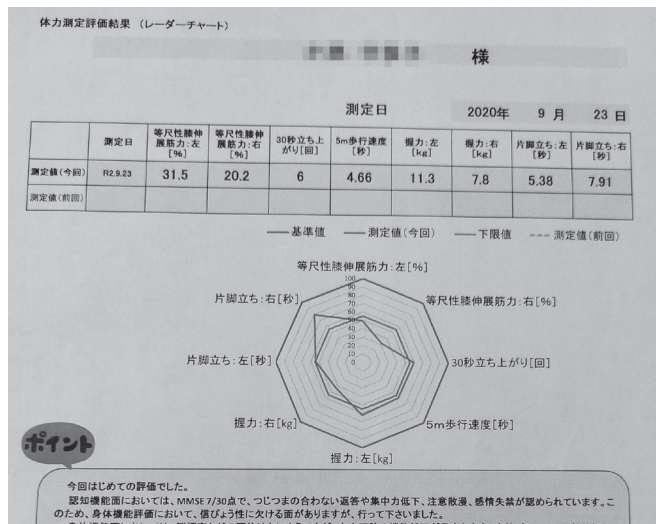 体力測定評価結果 （レーダーチャート）
様
測定日 2020年 9 月 23 日
測定日 等尺性膝伸展筋力：左[%] 等尺性膝伸展筋力：右[%] 30秒立ち上がり[回] 5m歩行速度[秒] 握力：左[kg] 握力：右[kg] 片脚立ち：左[秒] 片脚立ち：右[秒]
測定値（今回） R2.9.23 31.5 20.2 6 4.66 11.3 7.8 5.38 7.91
測定値（前回）
基準値 測定値（今回） 下限値 測定値（前回）
等尺性膝伸展筋力：左[%]
100
90
80
70
60
50
40
30
20
10
0
等尺性膝伸展筋力：右[%]
30秒立ち上がり[回]
5m歩行速度[秒]
握力：左[kg]
握力：右[kg]
片脚立ち：左[秒]
片脚立ち：右[秒]
ポイント
今回はじめての評価でした。
認知機能面においては、MMSE7/30点で、つじつまの合わない返答や集中力低下、注意散漫、感情失禁が認められています。こ
のため、身体機能評価において、信ぴょう性に欠ける面がありますが、行って下さいました。